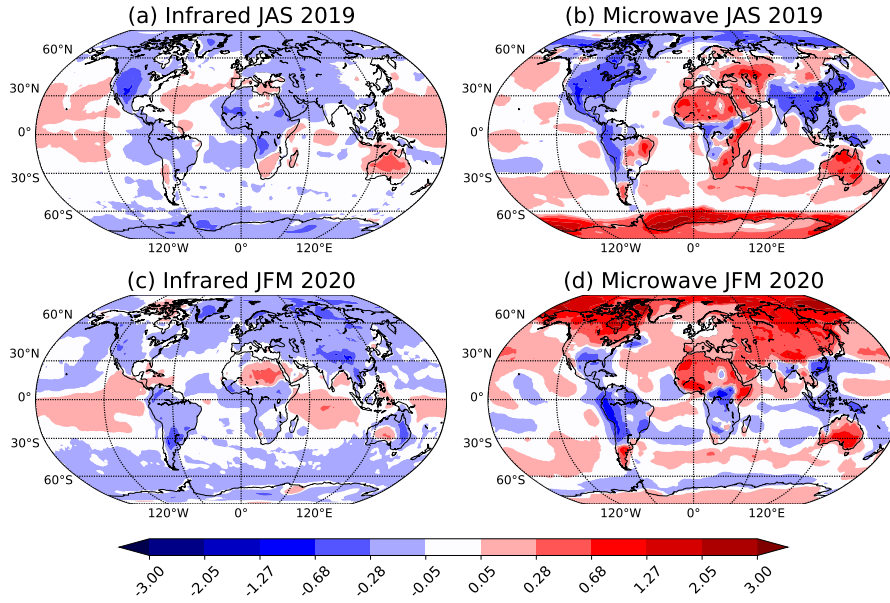 (a) Infrared JAS 2019
(b) Microwave JAS 2019
60°N
60°N
30°N
30°N
0°
0°
30°S
30°S
60°S
60°S
120°W 0° 120°E
120°W 0° 120°E
(c) Infrared JFM 2020
(d) Microwave JFM 2020
60°N
60°N
30°N
30°N
0°
0°
30°S
30°S
60°S
60°S
120°W 0° 120°E
120°W 0° 120°E
-3.00 -2.05 -1.27 -0.68 -0.28 -0.05 0.05 0.28 0.68 1.27 2.05 3.00